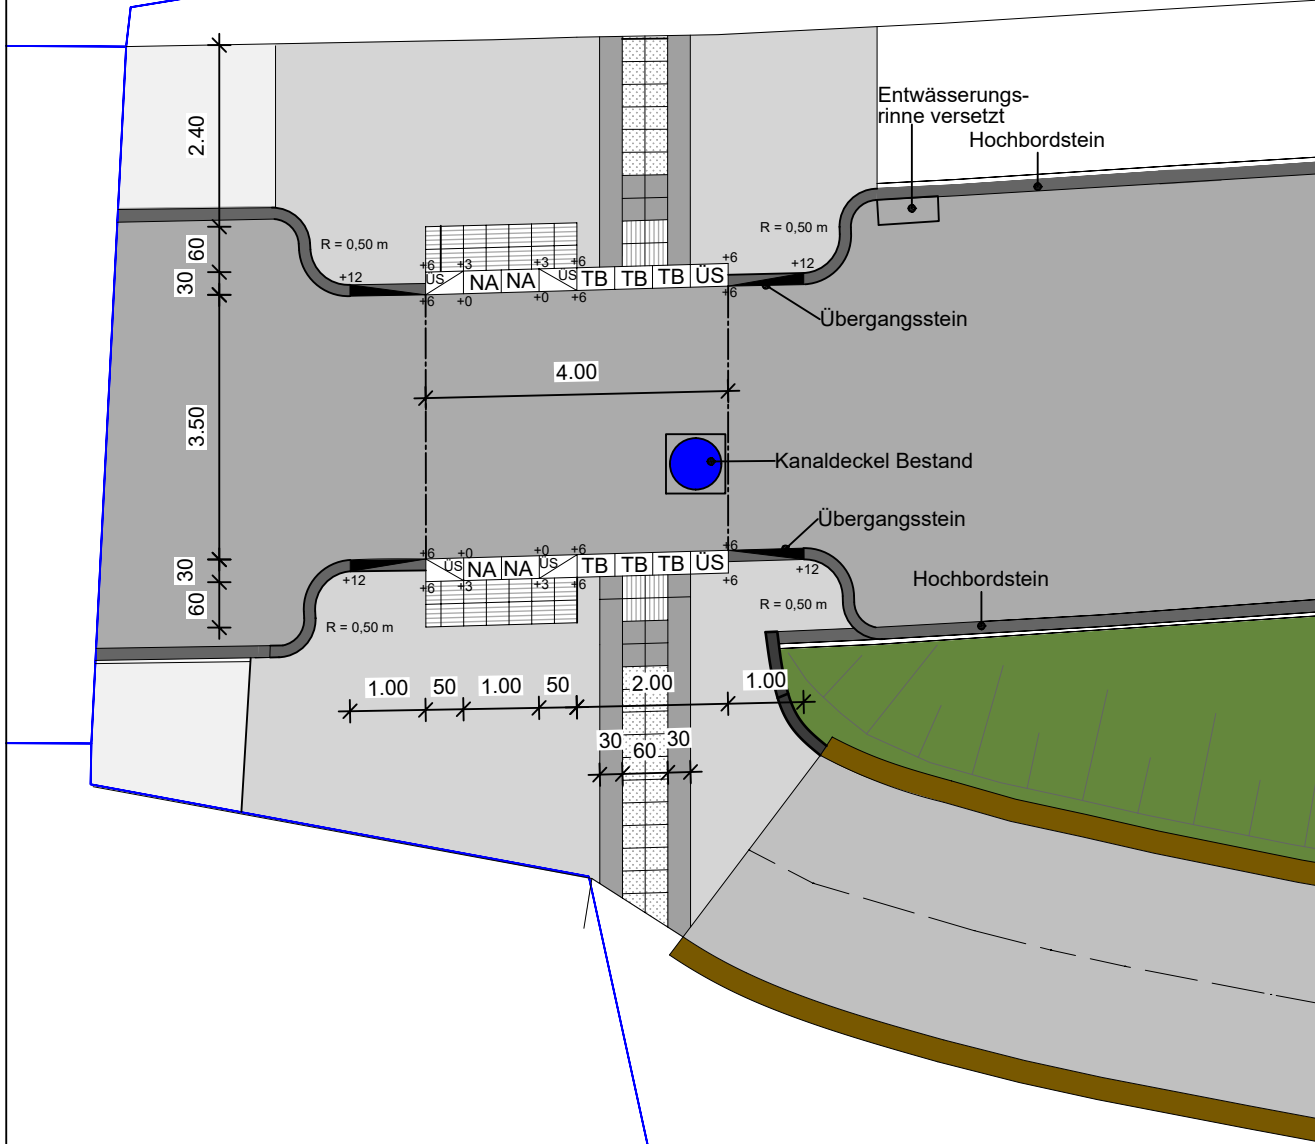 Entwässerungs-
rinne versetzt
Hochbordstein
2.40
60
30
R = 0,50 m
R = 0,50 m
+12
+6
+3
+3
+6
+6
+12
ÜS
NA
NA
ÜS
TB
TB
TB
ÜS
+6
+0
+0
+6
+6
Übergangsstein
4.00
3.50
Kanaldeckel Bestand
Übergangsstein
+6
+0
+0
+6
+6
ÜS
NA
NA
ÜS
TB
TB
TB
ÜS
+12
+6
+3
+3
+6
+6
+12
30
60
Hochbordstein
R = 0,50 m
R = 0,50 m
1.00
50
1.00
50
2.00
1.00
30
60
30